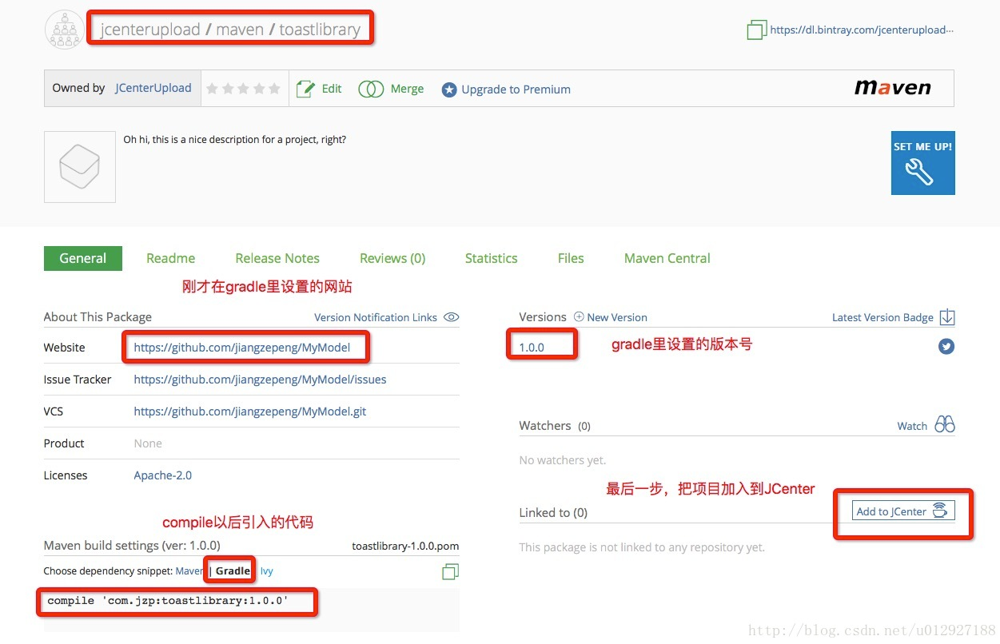 jcenterupload / maven / toastlibrary
https://dl.bintray.com/jcenterupload...
Owned by JCenterUpload
Edit
Merge
Upgrade to Premium
maven
Oh hi, this is a nice description for a project, right?
SET ME UP!
General Readme Release Notes Reviews (0) Statistics Files Maven Central
刚才在gradle里设置的网站
About This Package Version Notification Links
Website https://github.com/jiangzepeng/MyModel
Issue Tracker https://github.com/jiangzepeng/MyModel/issues
VCS https://github.com/jiangzepeng/MyModel.git
Product None
Licenses Apache-2.0
compile以后引入的代码
Maven build settings (ver: 1.0.0) toastlibrary-1.0.0.pom
Choose dependency snippet: Maven | Gradle Ivy
compile 'com.jzp:toastlibrary:1.0.0'
Versions New Version Latest Version Badge
1.0.0 gradle里设置的版本号
Watchers (0) Watch
No watchers yet.
最后一步，把项目加入到JCenter
Linked to (0) Add to JCenter
This package is not linked to any repository yet.
http://blog.csdn.net/u012927188